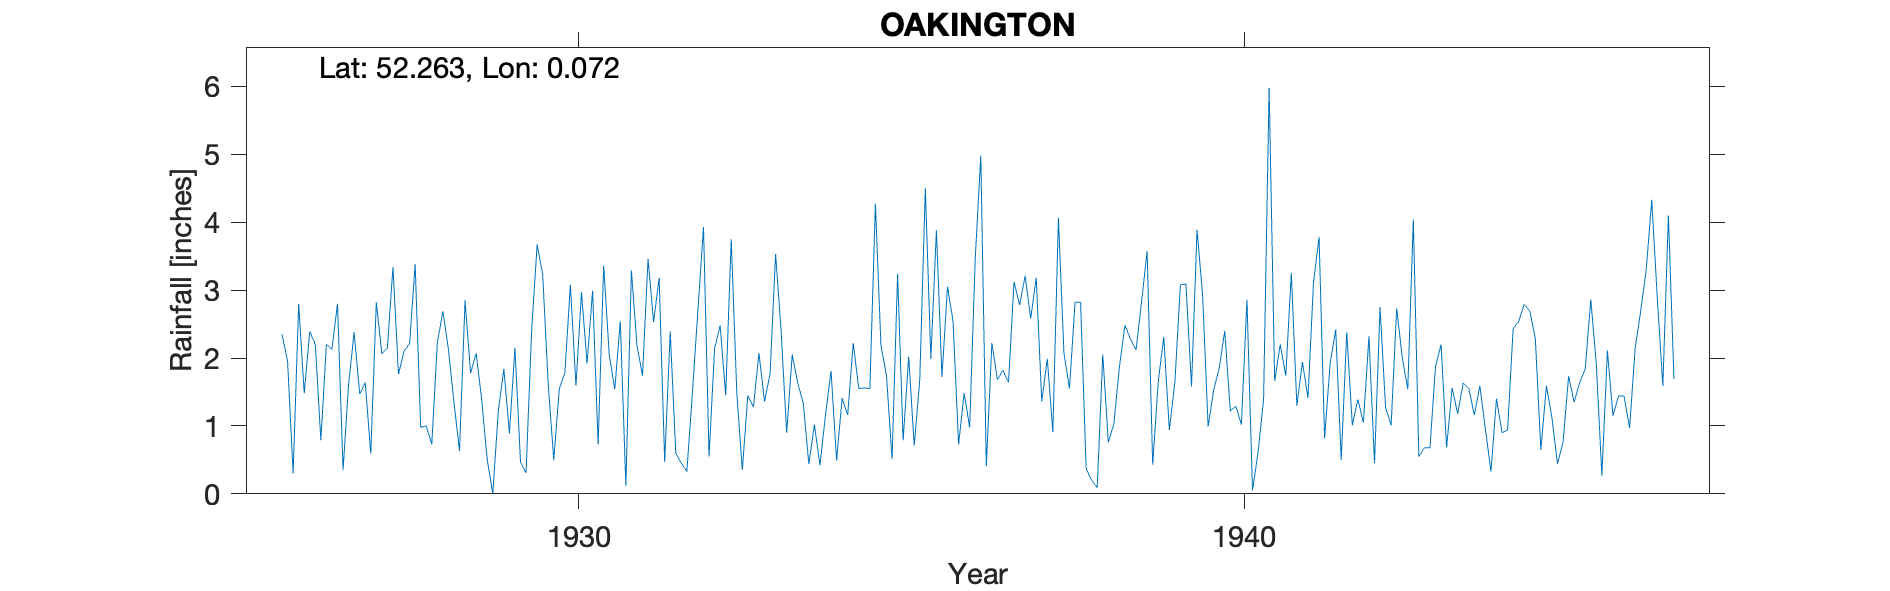 OAKINGTON
Lat: 52.263, Lon: 0.072
6
5
4
3
2
1
0
Rainfall [inches]
1930
1940
Year